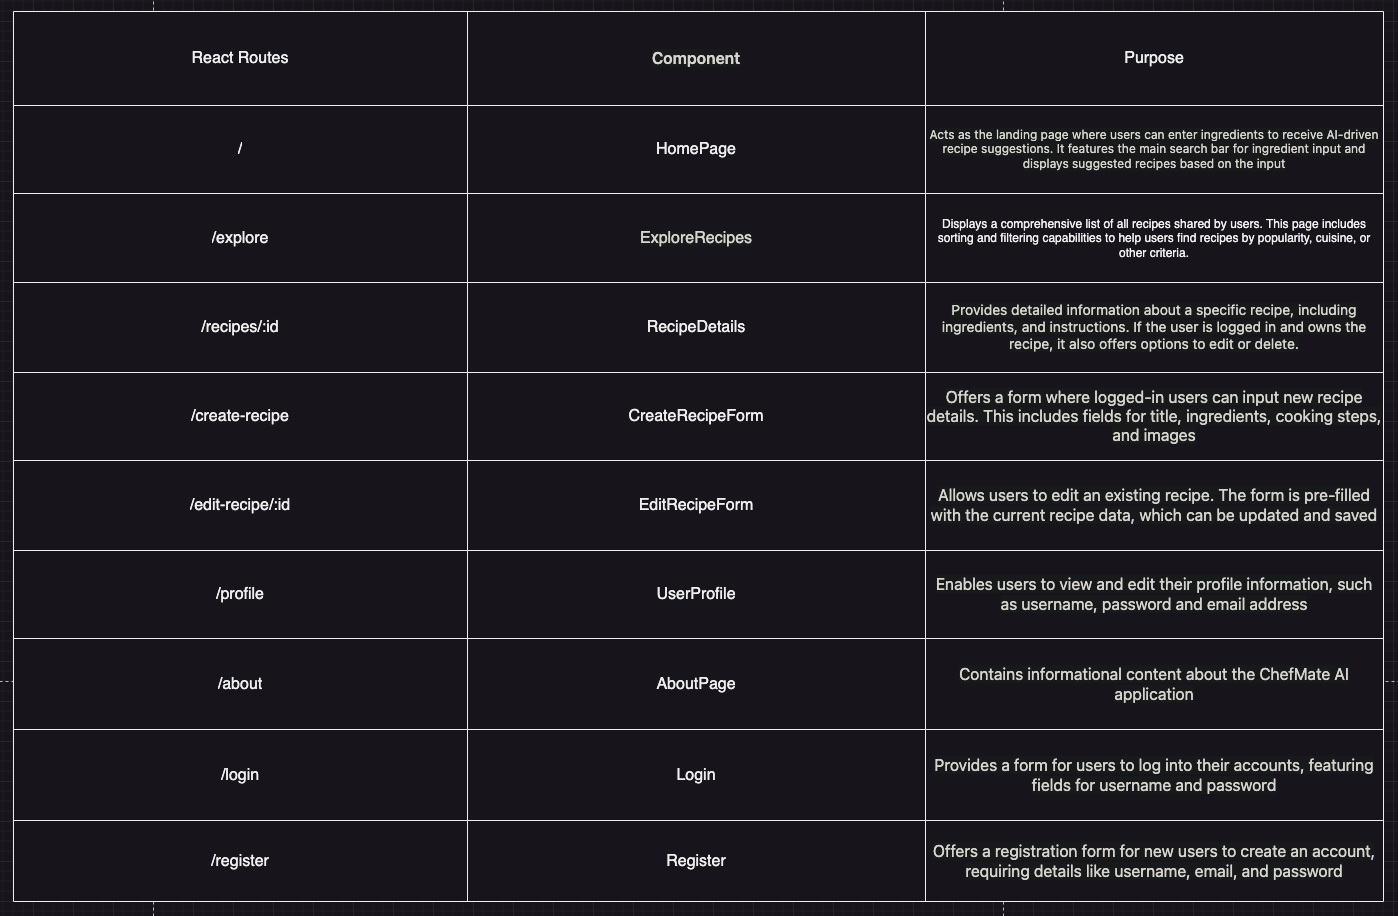 React Routes
Component
Purpose
/
HomePage
Acts as the landing page where users can enter ingredients to receive AI-driven
recipe suggestions. It features the main search bar for ingredient input and
displays suggested recipes based on the input
/explore
ExploreRecipes
Displays a comprehensive list of all recipes shared by users. This page includes
sorting and filtering capabilities to help users find recipes by popularity, cuisine, or
other criteria.
/recipes/:id
RecipeDetails
Provides detailed information about a specific recipe, including
ingredients, and instructions. If the user is logged in and owns the
recipe, it also offers options to edit or delete.
/create-recipe
CreateRecipeForm
Offers a form where logged-in users can input new recipe
details. This includes fields for title, ingredients, cooking steps,
and images
/edit-recipe/:id
EditRecipeForm
Allows users to edit an existing recipe. The form is pre-filled
with the current recipe data, which can be updated and saved
/profile
UserProfile
Enables users to view and edit their profile information, such
as username, password and email address
/about
AboutPage
Contains informational content about the ChefMate AI
application
/login
Login
Provides a form for users to log into their accounts, featuring
fields for username and password
/register
Register
Offers a registration form for new users to create an account,
requiring details like username, email, and password